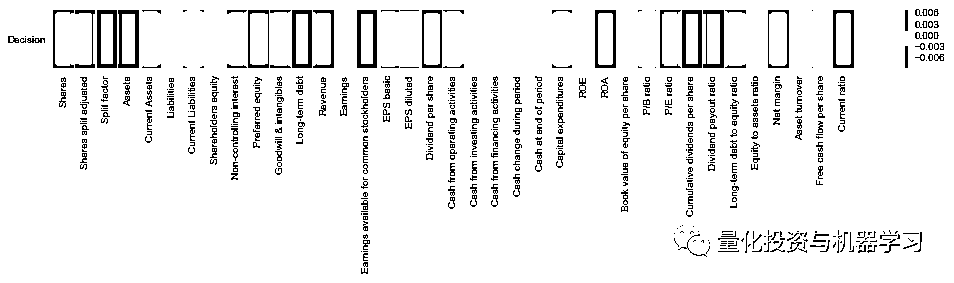 Decision
0.006
0.003
0.000
−0.003
−0.006
Shares
Shares split adjusted
Split factor
Assets
Current Assets
Liabilities
Current Liabilities
Shareholders equity
Non-controlling interest
Preferred equity
Goodwill & intangibles
Long-term debt
Revenue
Earnings
Earnings available for common stockholders
EPS basic
EPS diluted
Dividend per share
Cash from operating activities
Cash from investing activities
Cash from financing activities
Cash change during period
Cash at end of period
Capital expenditures
ROE
ROA
Book value of equity per share
P/B ratio
P/E ratio
Cumulative dividends per share
Dividend payout ratio
Long-term debt to equity ratio
Equity to assets ratio
Net margin
Asset turnover
Free cash flow per share
Current ratio
量化投资与机器学习